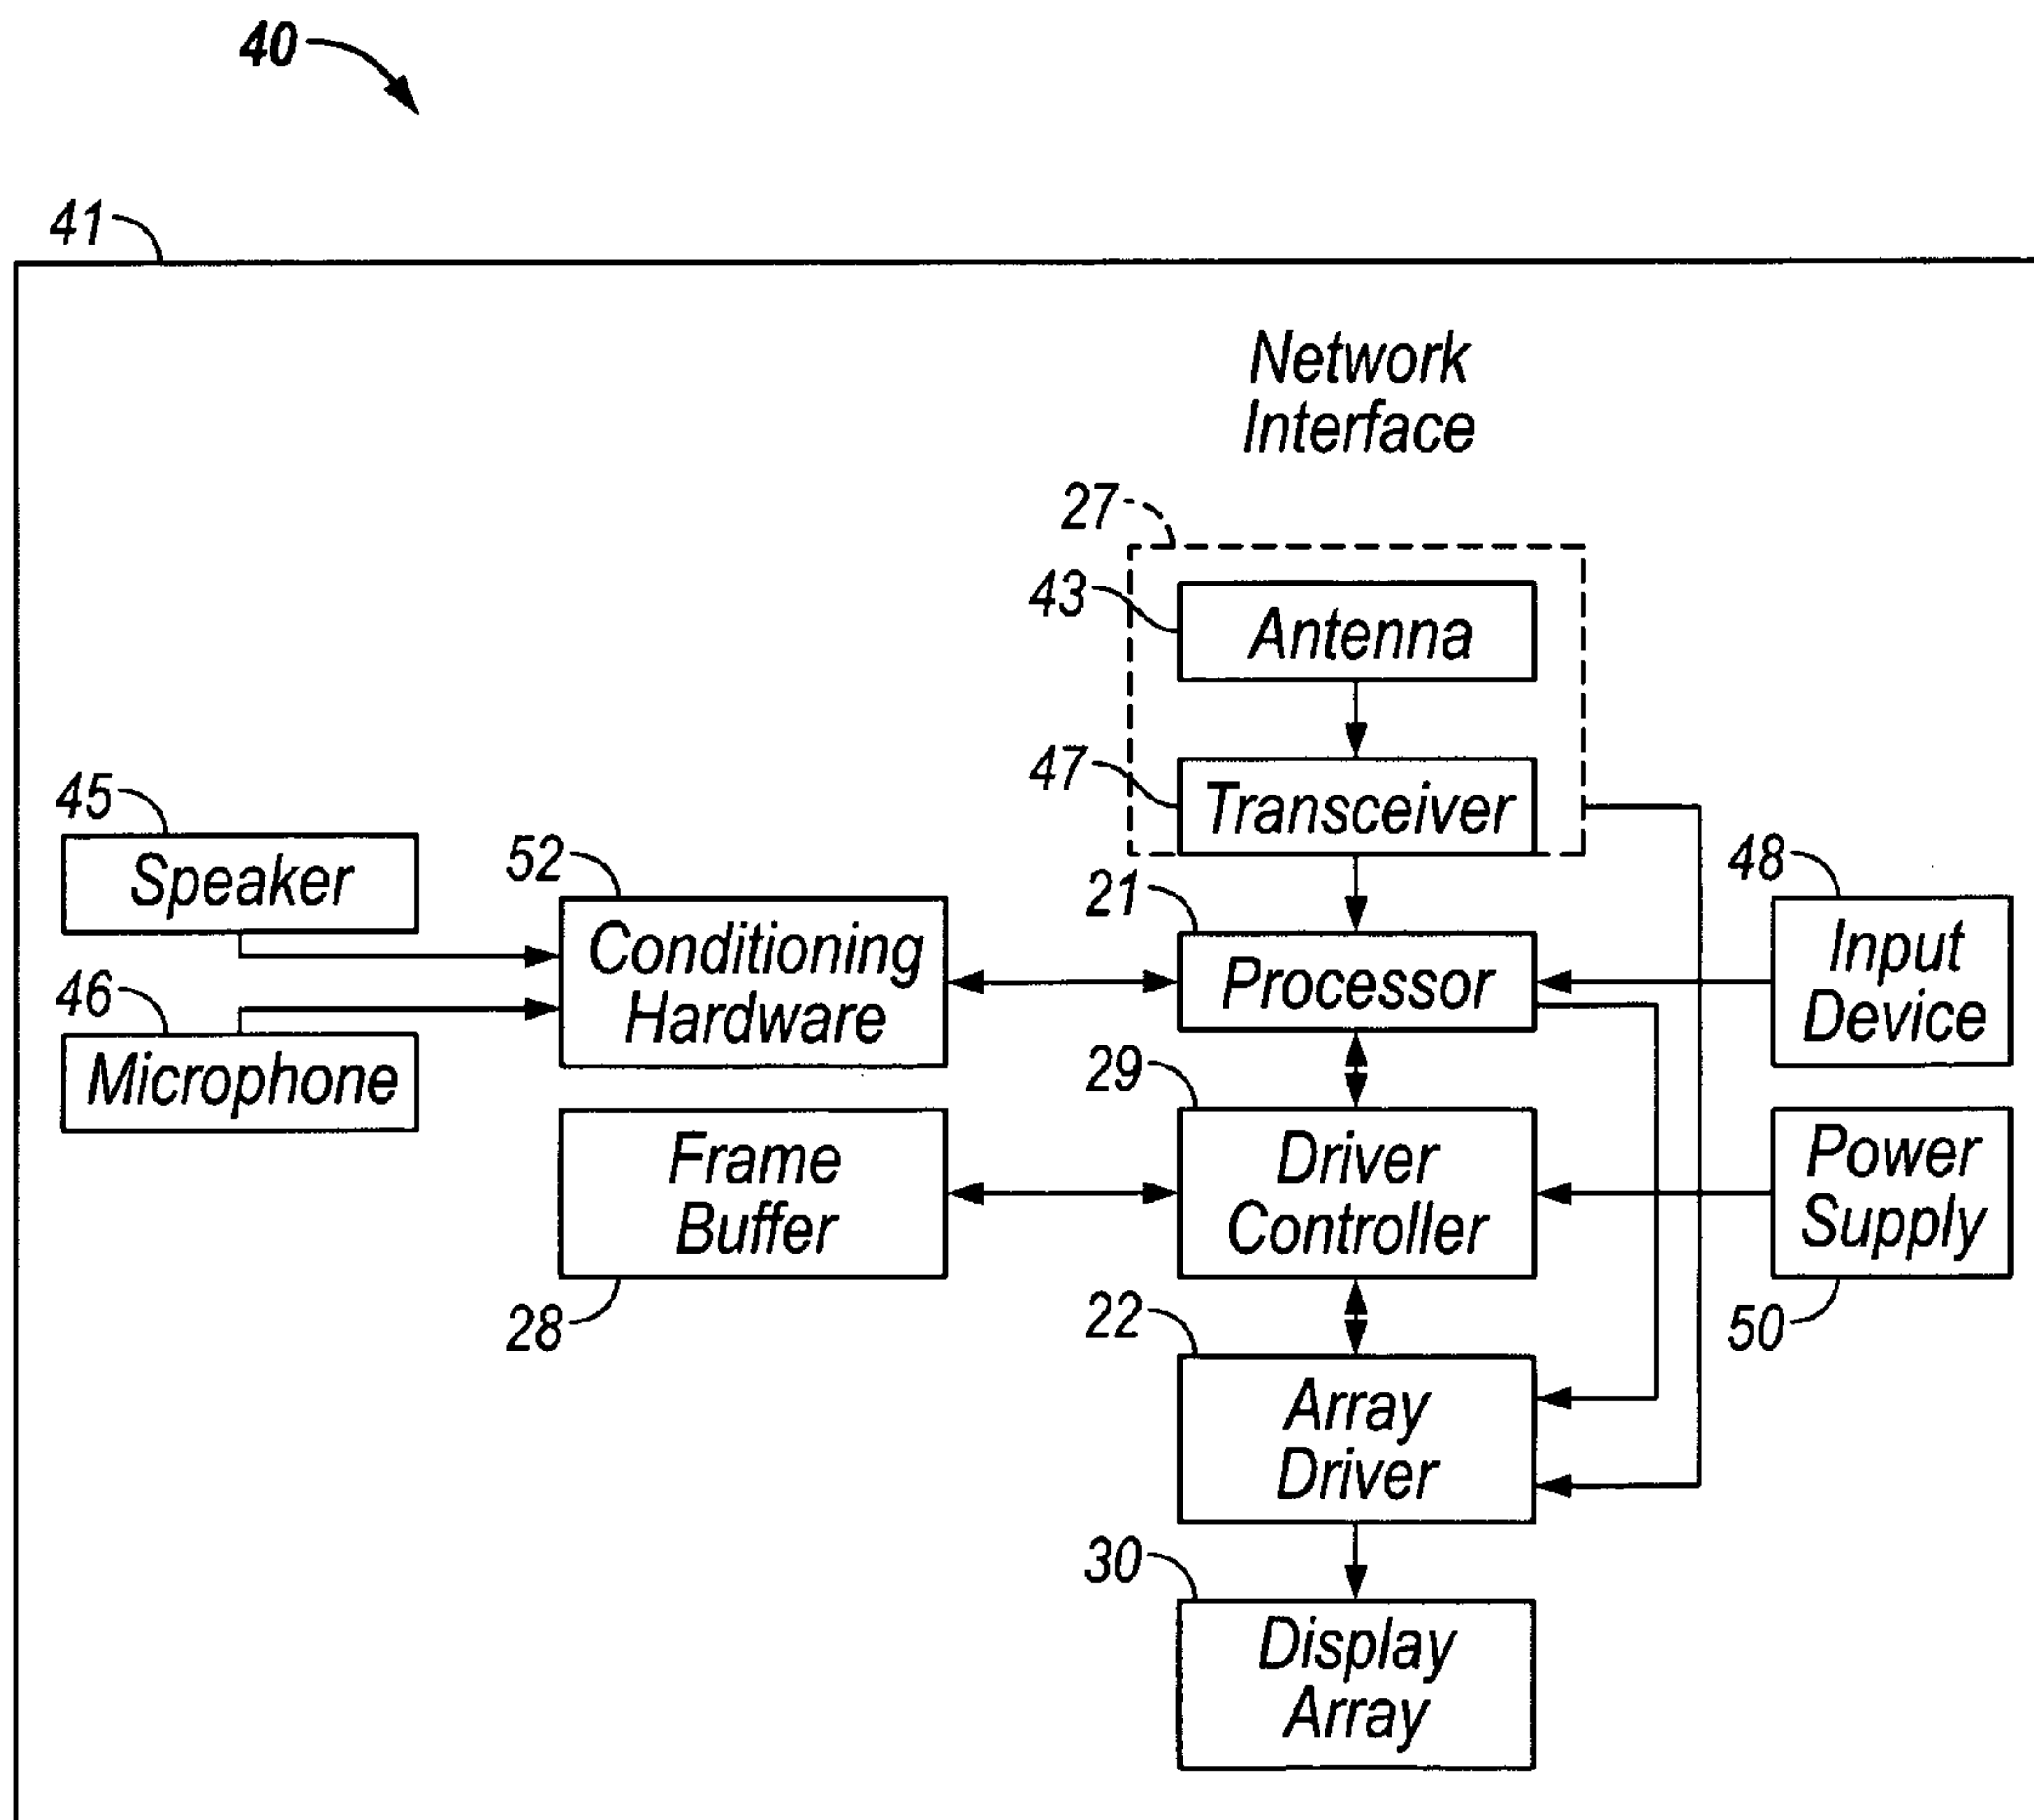 40
41
Network
Interface
27
43
Antenna
47
Transceiver
45
Speaker
52
Conditioning
Hardware
21
Processor
48
Input
Device
46
Microphone
29
Driver
Controller
Frame
Buffer
28
Power
Supply
50
22
Array
Driver
30
Display
Array